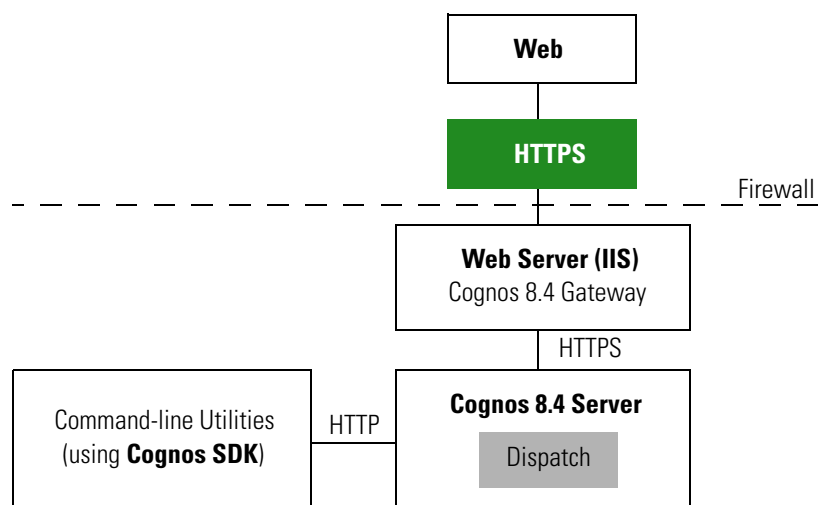 Web
HTTPS
Firewall
Web Server (IIS)
Cognos 8.4 Gateway
HTTPS
Command-line Utilities
(using Cognos SDK)
HTTP
Cognos 8.4 Server
Dispatch